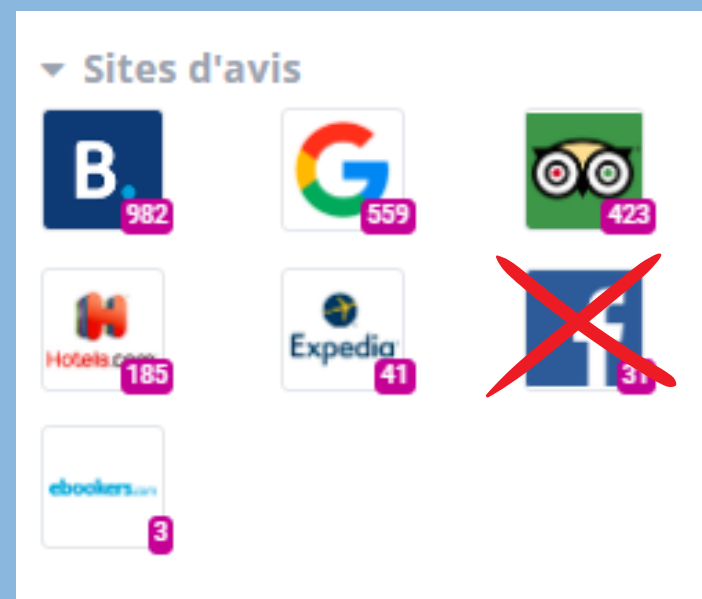 Sites d'avis
B.
982
G
559
423
Hotels.com
185
Expedia
41
f
31
ebookers.com
3